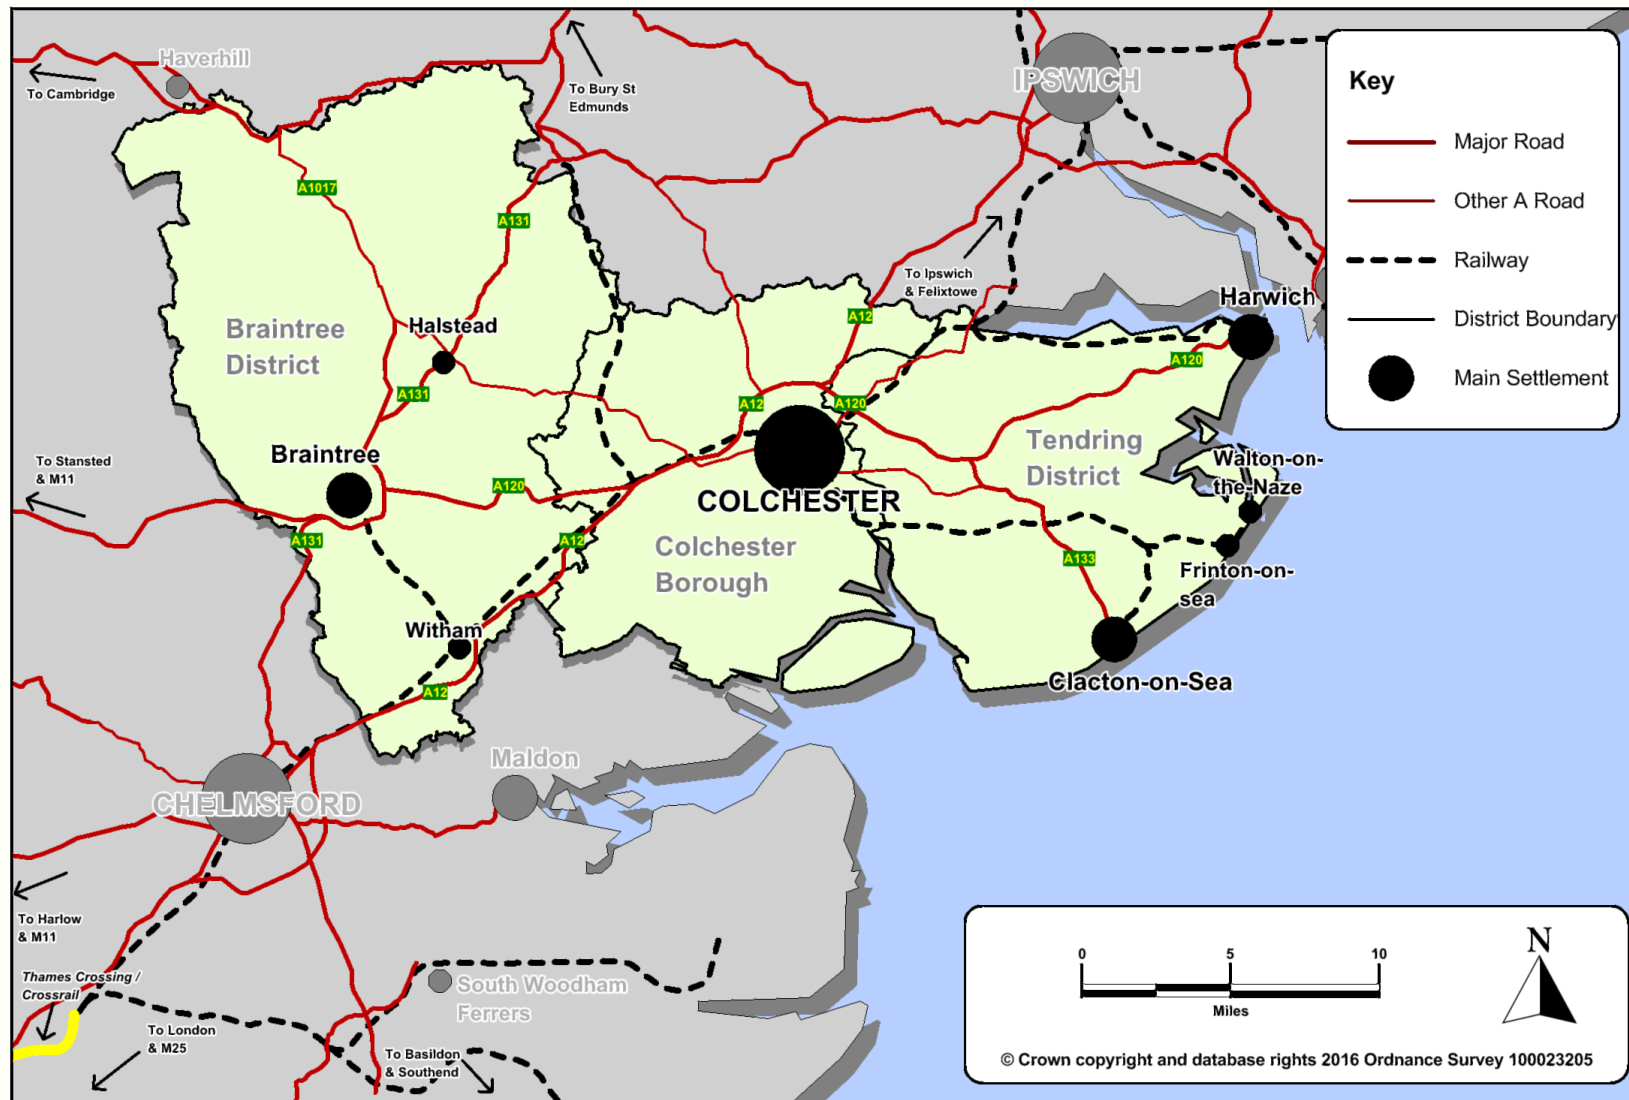 Haverhill
To Cambridge
To Bury St
Edmunds
IPSWICH
Key
Major Road
Other A Road
Railway
District Boundary
Main Settlement
A1017
A131
To Ipswich
& Felixtowe
Harwich
A12
Braintree
District
Halstead
A120
A131
A12
A120
Braintree
Tendring
District
To Stansted
& M11
Walton-on-
the-Naze
A120
COLCHESTER
A131
A12
Colchester
Borough
A133
Frinton-on-
sea
Witham
Clacton-on-Sea
A12
Maldon
CHELMSFORD
To Harlow
& M11
Thames Crossing /
Crossrail
South Woodham
Ferrers
To London
& M25
To Basildon
& Southend
N
0 5 10
Miles
© Crown copyright and database rights 2016 Ordnance Survey 100023205